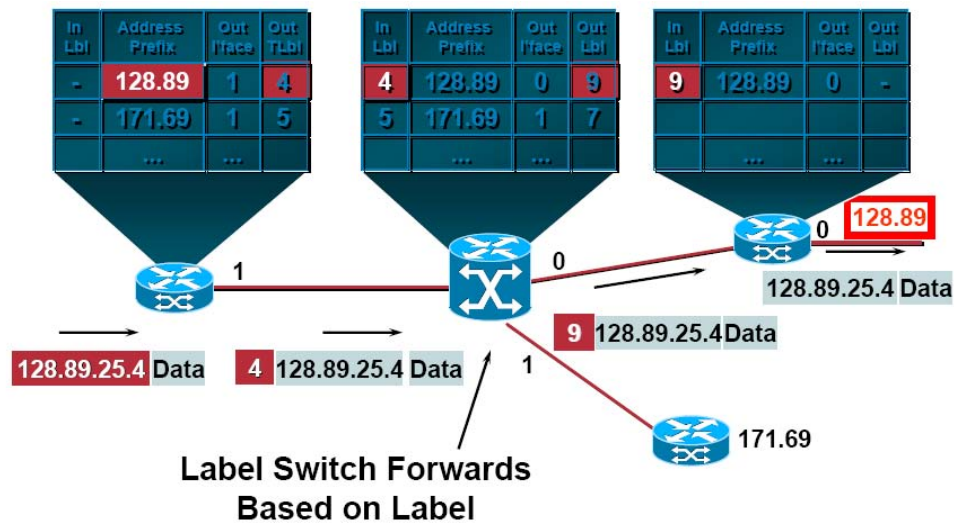 In Lbl Address Prefix Out I'face Out TLbl
- 128.89 1 4
- 171.69 1 5
... ...
In Lbl Address Prefix Out I'face Out Lbl
4 128.89 0 9
5 171.69 1 7
... ...
In Lbl Address Prefix Out I'face Out Lbl
9 128.89 0 -
... ...
128.89
0
1
0
128.89.25.4 Data
9 128.89.25.4 Data
128.89.25.4 Data
4 128.89.25.4 Data
1
171.69
Label Switch Forwards
Based on Label